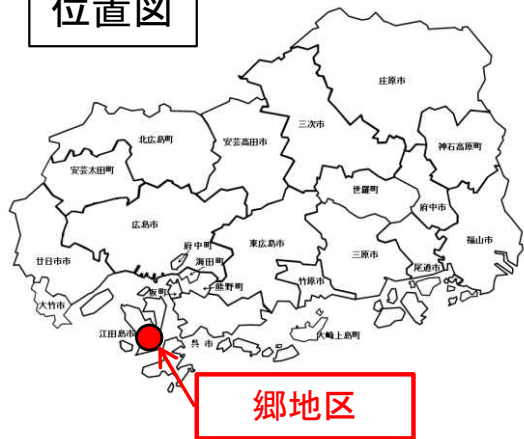 位置図
庄原市
三次市
北広島町
安芸高田市
神石高原町
安芸太田町
世羅町
府中市
広島市
府中町
東広島市
三原市
福山市
海田町
尾道市
廿日市市
熊野町
竹原市
坂町
大竹市
江田島市
呉市
大崎上島町
郷地区